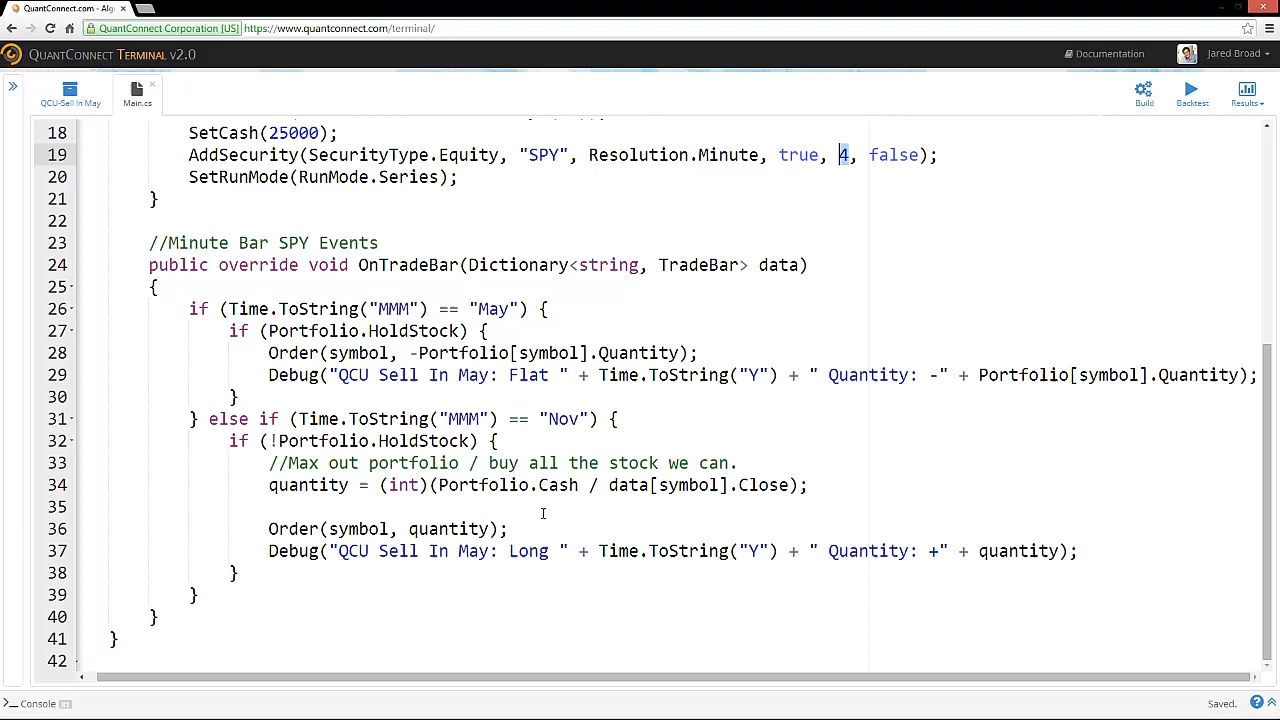 QuantConnect.com - Alg
QuantConnect Corporation [US] https://www.quantconnect.com/terminal/
QUANTCONNECT TERMINAL V2.0
Documentation
Jared Broad
QCU-Sell In May
Main.cs
Build
Backtest
Results
18 SetCash(25000);
19 AddSecurity(SecurityType.Equity, "SPY", Resolution.Minute, true, 4, false);
20 SetRunMode(RunMode.Series);
21 }
22
23 //Minute Bar SPY Events
24 public override void OnTradeBar(Dictionary<string, TradeBar> data)
25 {
26 if (Time.ToString("MMM") == "May") {
27 if (Portfolio.HoldStock) {
28 Order(symbol, -Portfolio[symbol].Quantity);
29 Debug("QCU Sell In May: Flat " + Time.ToString("Y") + " Quantity: -" + Portfolio[symbol].Quantity);
30 }
31 } else if (Time.ToString("MMM") == "Nov") {
32 if (!Portfolio.HoldStock) {
33 //Max out portfolio / buy all the stock we can.
34 quantity = (int)(Portfolio.Cash / data[symbol].Close);
35
36 Order(symbol, quantity);
37 Debug("QCU Sell In May: Long " + Time.ToString("Y") + " Quantity: +" + quantity);
38 }
39 }
40 }
41 }
42
Console
Saved.